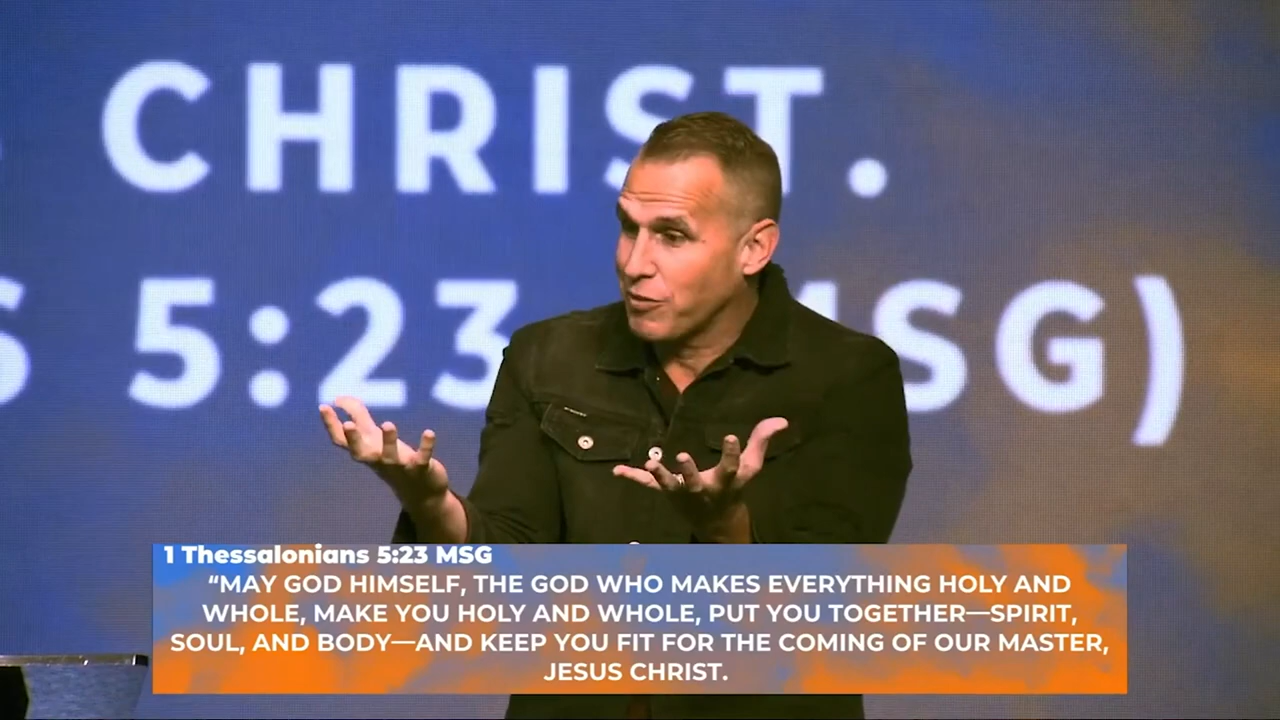 CHRIST.
5:23 MSG)
1 Thessalonians 5:23 MSG
“MAY GOD HIMSELF, THE GOD WHO MAKES EVERYTHING HOLY AND
WHOLE, MAKE YOU HOLY AND WHOLE, PUT YOU TOGETHER—SPIRIT,
SOUL, AND BODY—AND KEEP YOU FIT FOR THE COMING OF OUR MASTER,
JESUS CHRIST.